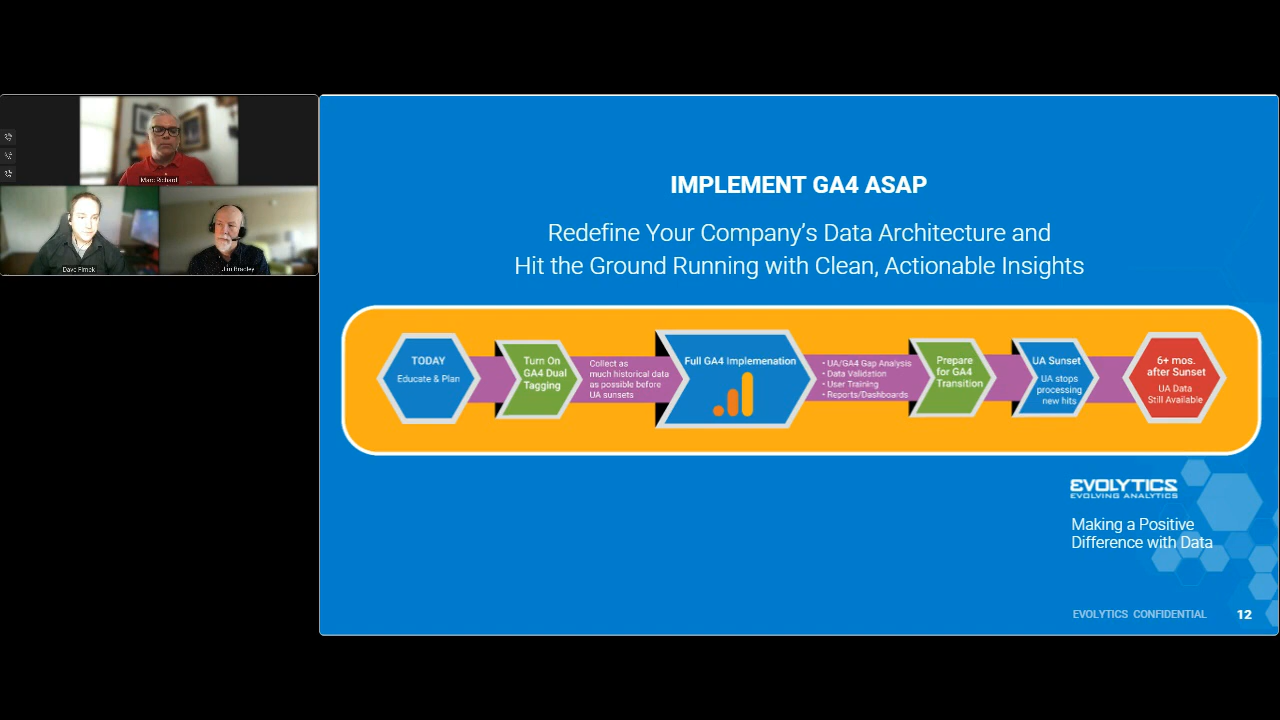 Marc Richard
Jim Bradley
IMPLEMENT GA4 ASAP
Redefine Your Company's Data Architecture and
Hit the Ground Running with Clean, Actionable Insights
TODAY
Educate & Plan
Turn On
GA4 Dual
Tagging
Collect as
much historical data
as possible before
UA sunsets
Full GA4 Implemenation
• UA/GA4 Gap Analysis
• Data Validation
• User Training
• Reports/Dashboards
Prepare
for GA4
Transition
UA Sunset
UA stops
processing
new hits
6+ mos.
after Sunset
UA Data
Still Available
EVOLYTICS
EVOLVING ANALYTICS
Making a Positive
Difference with Data
EVOLYTICS CONFIDENTIAL
12